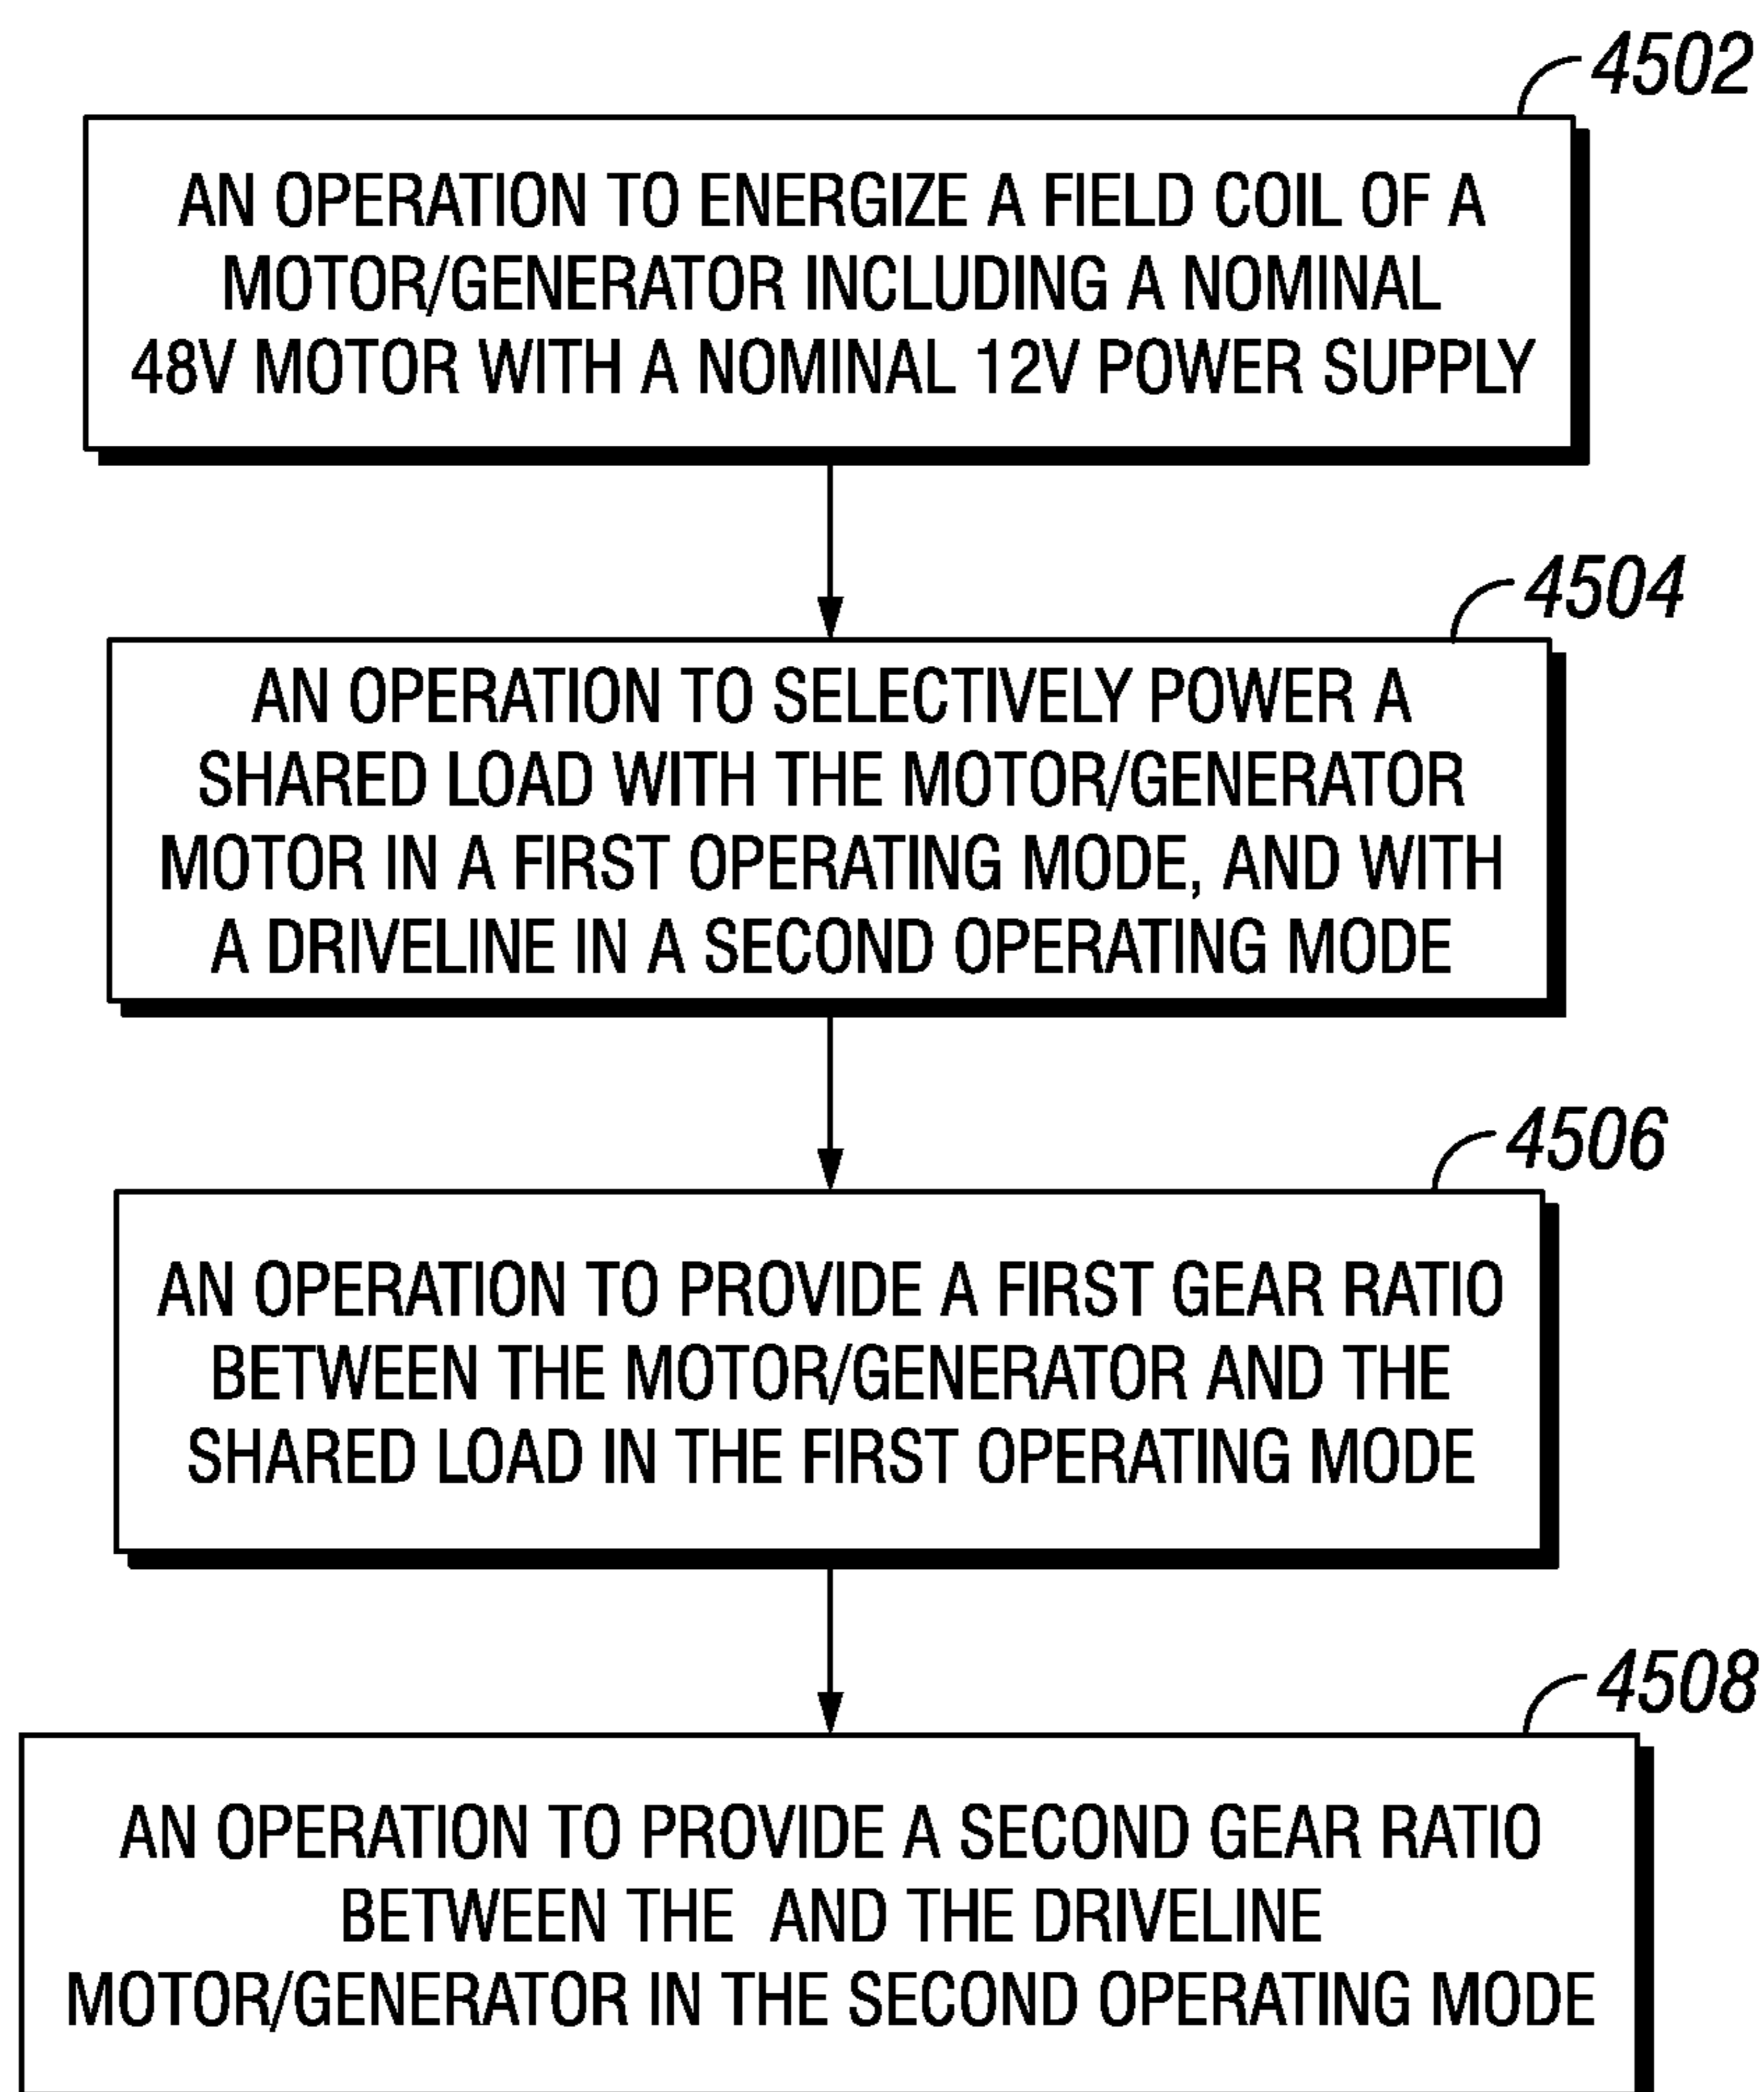 4502
AN OPERATION TO ENERGIZE A FIELD COIL OF A
MOTOR/GENERATOR INCLUDING A NOMINAL
48V MOTOR WITH A NOMINAL 12V POWER SUPPLY
4504
AN OPERATION TO SELECTIVELY POWER A
SHARED LOAD WITH THE MOTOR/GENERATOR
MOTOR IN A FIRST OPERATING MODE, AND WITH
A DRIVELINE IN A SECOND OPERATING MODE
4506
AN OPERATION TO PROVIDE A FIRST GEAR RATIO
BETWEEN THE MOTOR/GENERATOR AND THE
SHARED LOAD IN THE FIRST OPERATING MODE
4508
AN OPERATION TO PROVIDE A SECOND GEAR RATIO
BETWEEN THE AND THE DRIVELINE
MOTOR/GENERATOR IN THE SECOND OPERATING MODE